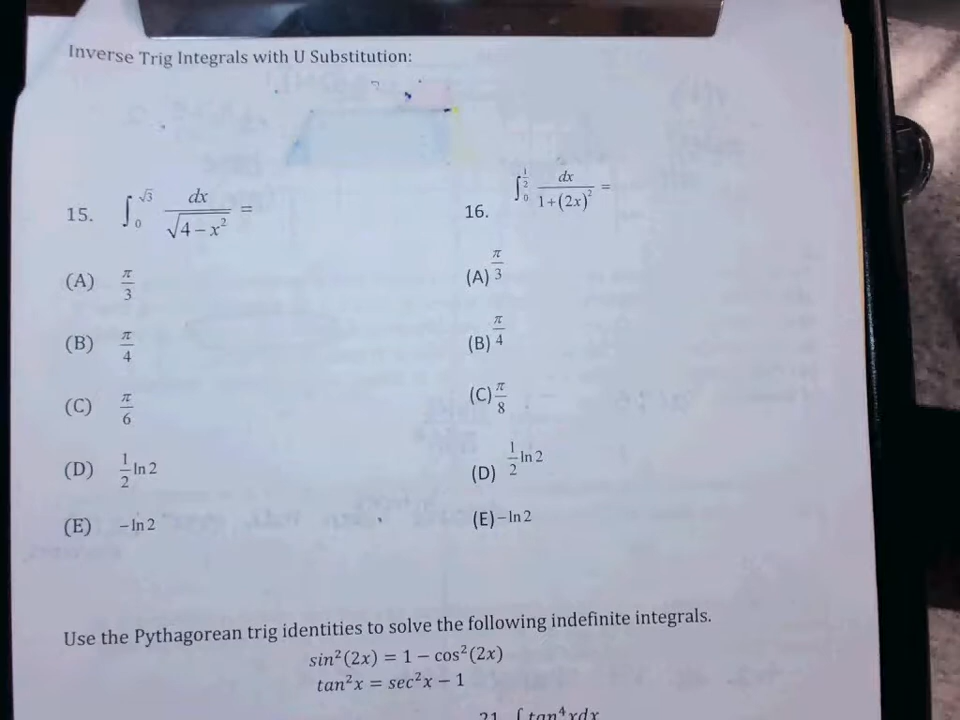 Inverse Trig Integrals with U Substitution:
15. ∫₀^√3 dx/√(4 − x²) =
(A) π/3
(B) π/4
(C) π/6
(D) 1/2 ln 2
(E) − ln 2
16. ∫₀^(1/2) dx/(1+(2x)²) =
(A) π/3
(B) π/4
(C) π/8
(D) 1/2 ln 2
(E) − ln 2
Use the Pythagorean trig identities to solve the following indefinite integrals.
sin²(2x) = 1 − cos²(2x)
tan²x = sec²x − 1
21. ∫ tan⁴xdx